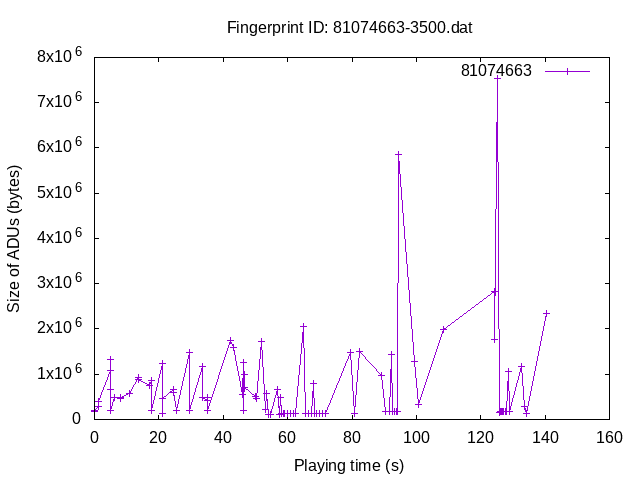 Fingerprint ID: 81074663-3500.dat
81074663
8x10^6
7x10^6
6x10^6
5x10^6
4x10^6
3x10^6
2x10^6
1x10^6
0
Size of ADUs (bytes)
0 20 40 60 80 100 120 140 160
Playing time (s)